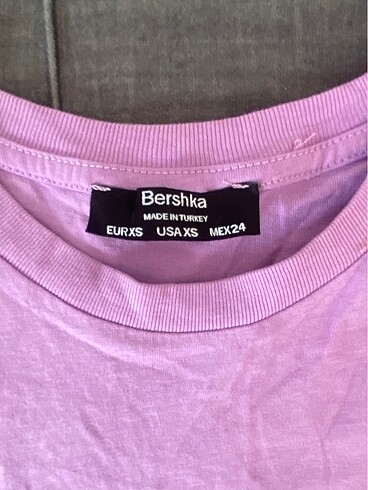 Bershka
MADE IN TURKEY
EURXS USA XS MEX24